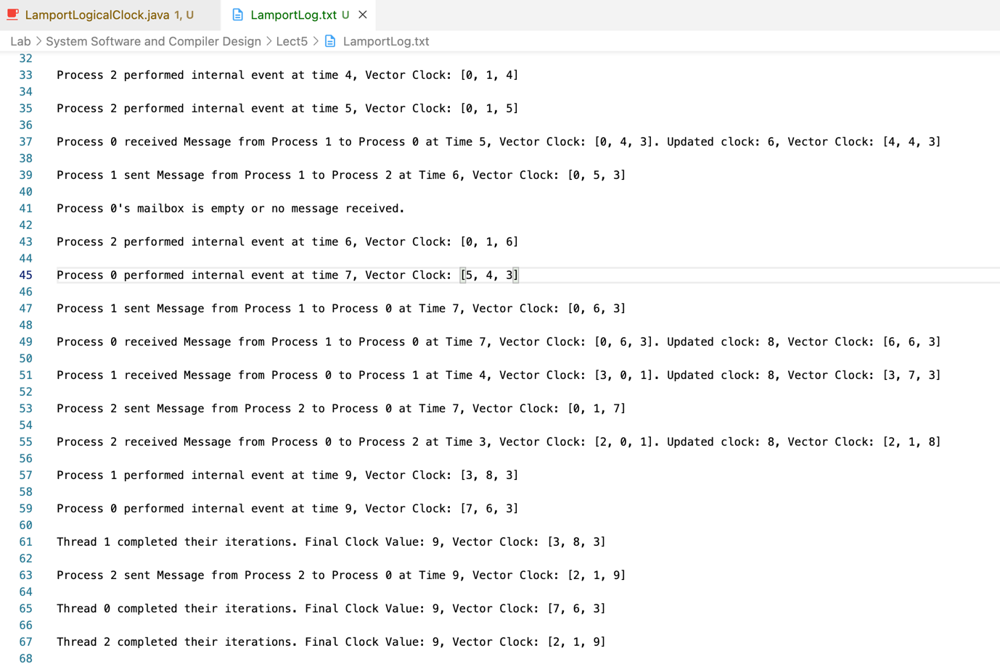 LamportLogicalClock.java 1, U LamportLog.txt U
Lab > System Software and Compiler Design > Lect5 > LamportLog.txt
32
33 Process 2 performed internal event at time 4, Vector Clock: [0, 1, 4]
34
35 Process 2 performed internal event at time 5, Vector Clock: [0, 1, 5]
36
37 Process 0 received Message from Process 1 to Process 0 at Time 5, Vector Clock: [0, 4, 3]. Updated clock: 6, Vector Clock: [4, 4, 3]
38
39 Process 1 sent Message from Process 1 to Process 2 at Time 6, Vector Clock: [0, 5, 3]
40
41 Process 0's mailbox is empty or no message received.
42
43 Process 2 performed internal event at time 6, Vector Clock: [0, 1, 6]
44
45 Process 0 performed internal event at time 7, Vector Clock: [5, 4, 3]
46
47 Process 1 sent Message from Process 1 to Process 0 at Time 7, Vector Clock: [0, 6, 3]
48
49 Process 0 received Message from Process 1 to Process 0 at Time 7, Vector Clock: [0, 6, 3]. Updated clock: 8, Vector Clock: [6, 6, 3]
50
51 Process 1 received Message from Process 0 to Process 1 at Time 4, Vector Clock: [3, 0, 1]. Updated clock: 8, Vector Clock: [3, 7, 3]
52
53 Process 2 sent Message from Process 2 to Process 0 at Time 7, Vector Clock: [0, 1, 7]
54
55 Process 2 received Message from Process 0 to Process 2 at Time 3, Vector Clock: [2, 0, 1]. Updated clock: 8, Vector Clock: [2, 1, 8]
56
57 Process 1 performed internal event at time 9, Vector Clock: [3, 8, 3]
58
59 Process 0 performed internal event at time 9, Vector Clock: [7, 6, 3]
60
61 Thread 1 completed their iterations. Final Clock Value: 9, Vector Clock: [3, 8, 3]
62
63 Process 2 sent Message from Process 2 to Process 0 at Time 9, Vector Clock: [2, 1, 9]
64
65 Thread 0 completed their iterations. Final Clock Value: 9, Vector Clock: [7, 6, 3]
66
67 Thread 2 completed their iterations. Final Clock Value: 9, Vector Clock: [2, 1, 9]
68